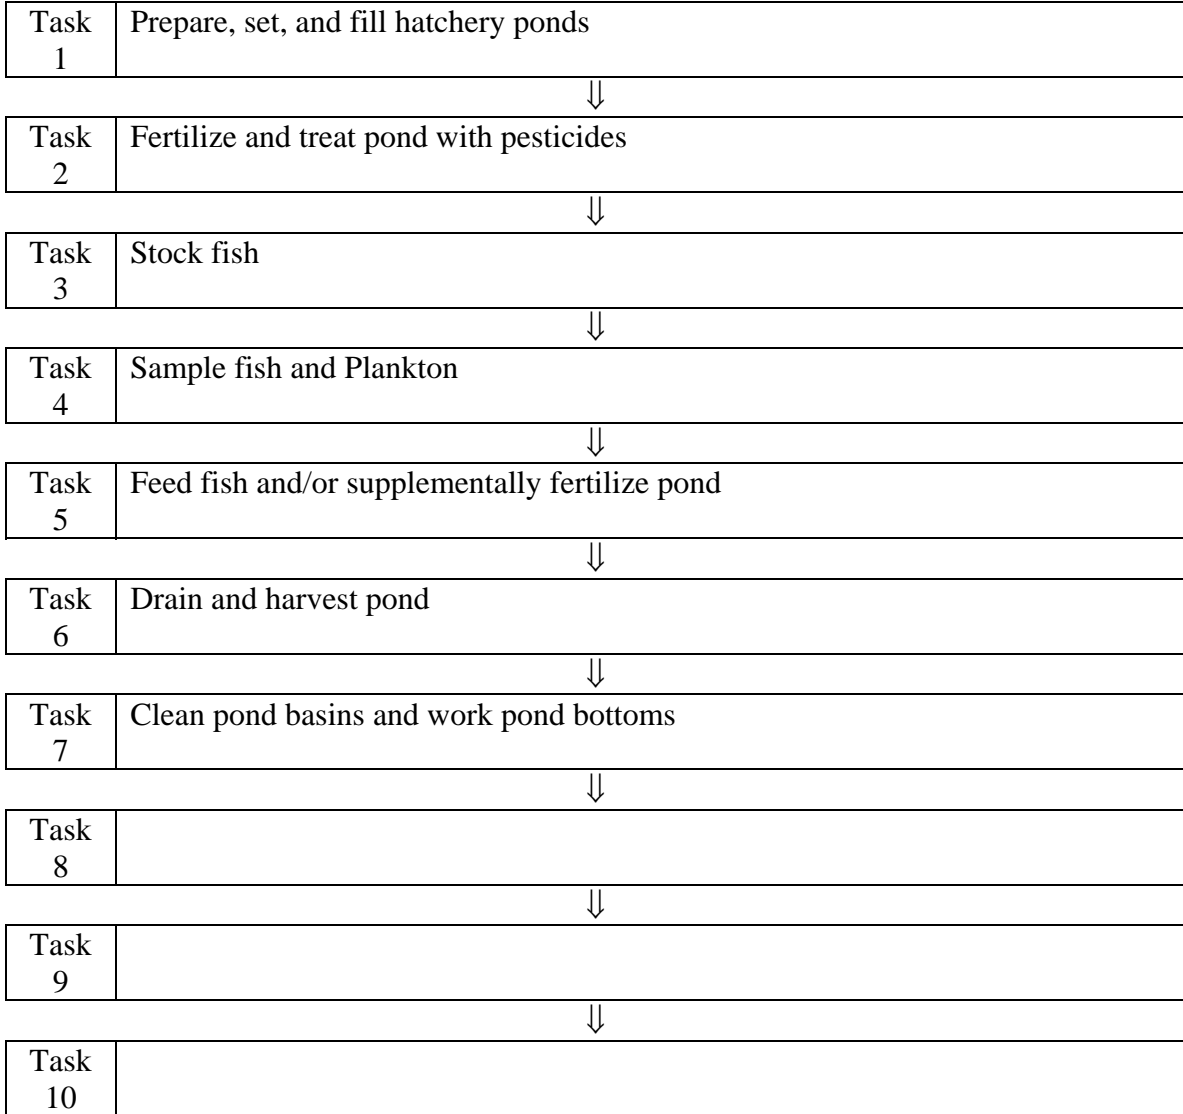 Task Prepare, set, and fill hatchery ponds
1
⇓
Task Fertilize and treat pond with pesticides
2
⇓
Task Stock fish
3
⇓
Task Sample fish and Plankton
4
⇓
Task Feed fish and/or supplementally fertilize pond
5
⇓
Task Drain and harvest pond
6
⇓
Task Clean pond basins and work pond bottoms
7
⇓
Task
8
⇓
Task
9
⇓
Task
10